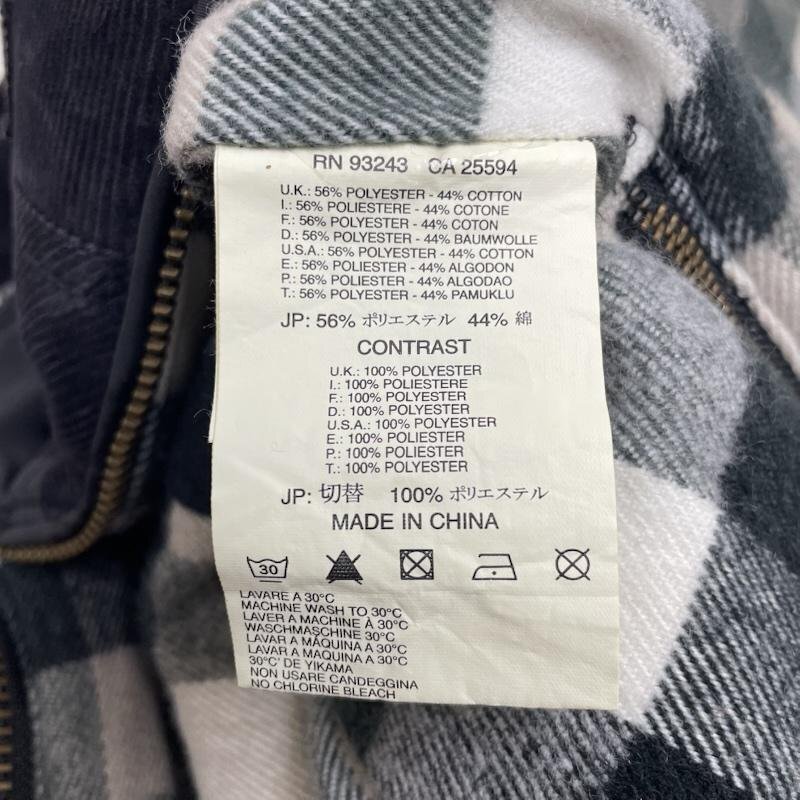 RN 93243 CA 25594
U.K.: 56% POLYESTER - 44% COTTON
I.: 56% POLIESTERE - 44% COTONE
F.: 56% POLYESTER - 44% COTON
D.: 56% POLYESTER - 44% BAUMWOLLE
U.S.A.: 56% POLYESTER - 44% COTTON
E.: 56% POLIESTER - 44% ALGODON
P.: 56% POLIESTER - 44% ALGODAO
T.: 56% POLYESTER - 44% PAMUKLU
JP: 56% ポリエステル 44% 綿
CONTRAST
U.K.: 100% POLYESTER
I.: 100% POLIESTERE
F.: 100% POLYESTER
D.: 100% POLYESTER
U.S.A.: 100% POLYESTER
E.: 100% POLIESTER
P.: 100% POLIESTER
T.: 100% POLYESTER
JP: 切替 100% ポリエステル
MADE IN CHINA
30
LAVARE A 30°C
MACHINE WASH TO 30°C
LAVER A MACHINE À 30°C
WASCHMASCHINE 30°C
LAVAR A MÁQUINA A 30°C
LAVAR A MAQUINA A 30°C
30°C' DE YIKAMA
NON USARE CANDEGGINA
NO CHLORINE BLEACH